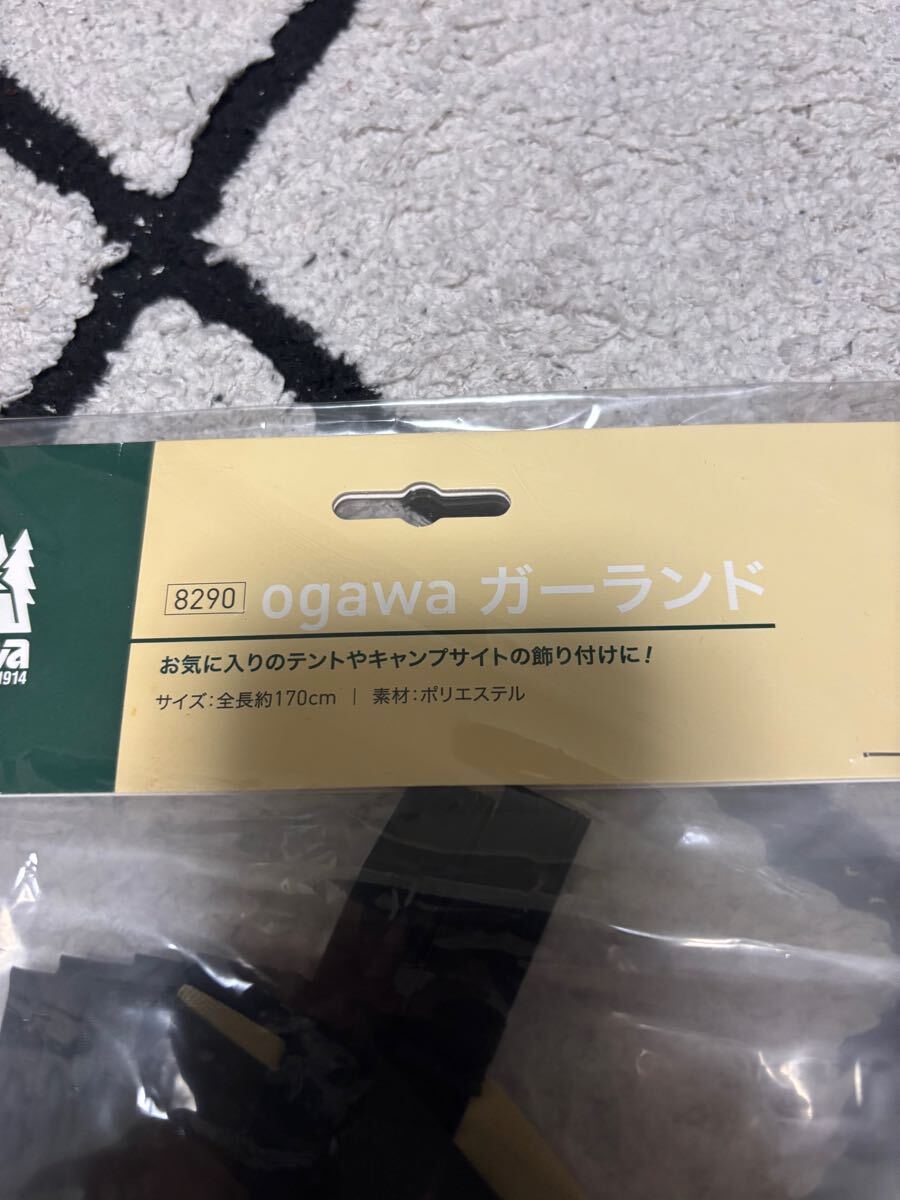 8290 ogawa ガーランド
お気に入りのテントやキャンプサイトの飾り付けに!
サイズ:全長約170cm | 素材:ポリエステル
1914